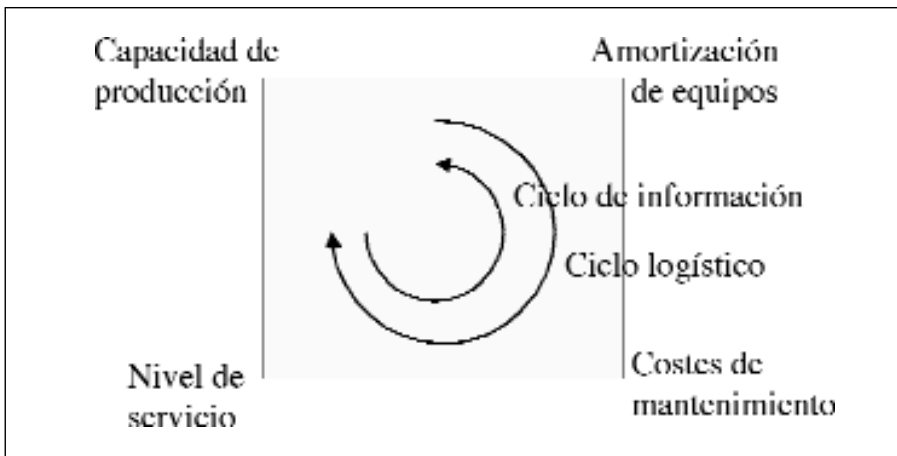 Capacidad de
producción
Amortización
de equipos
Ciclo de información
Ciclo logístico
Nivel de
servicio
Costes de
mantenimiento